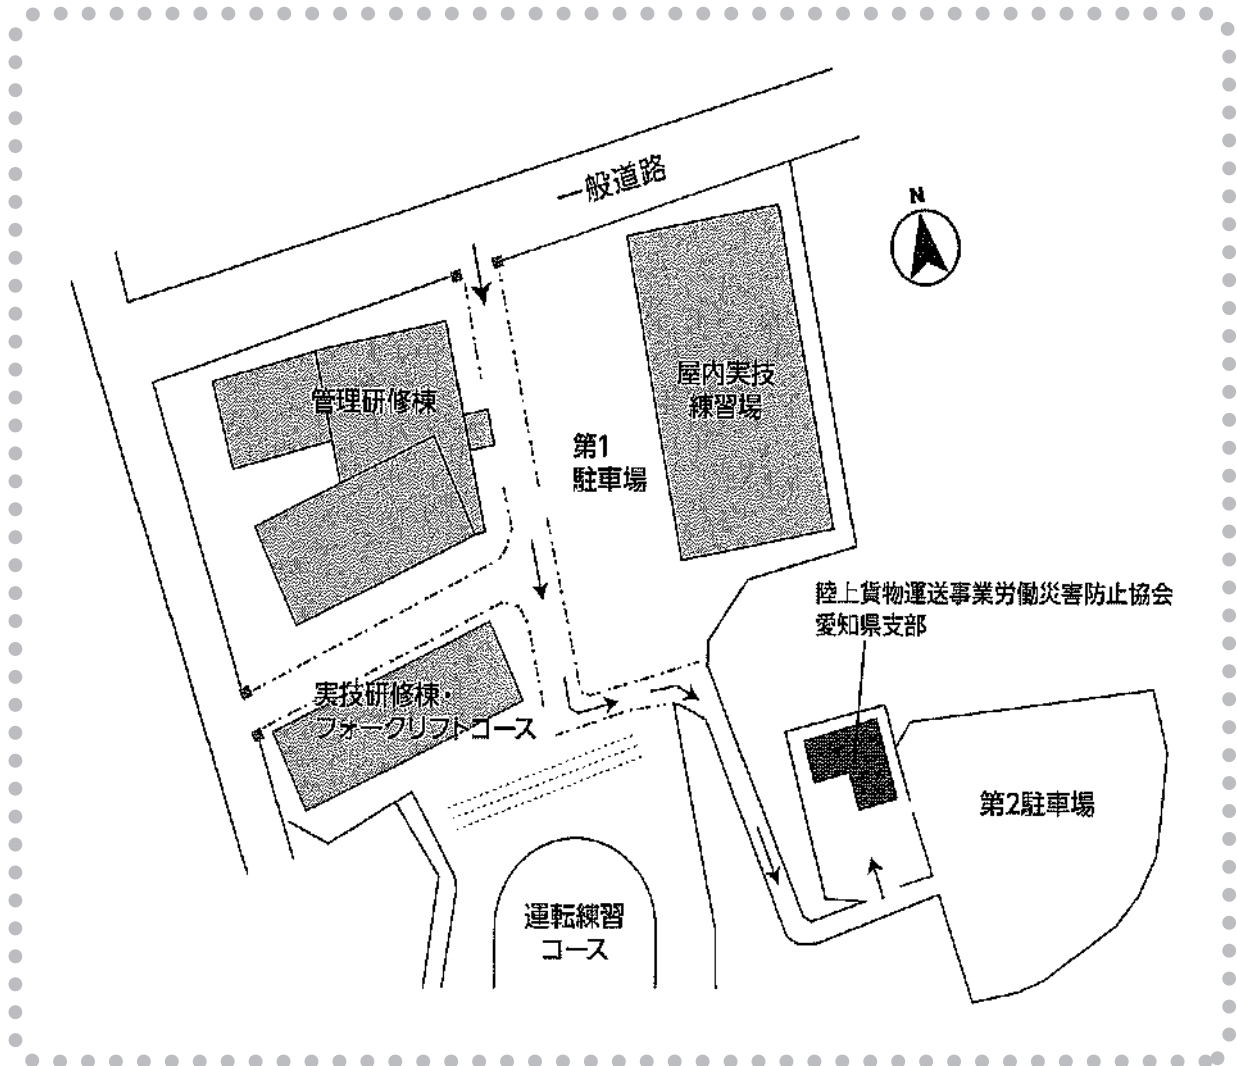 一般道路
N
管理研修棟
屋内実技
練習場
第1
駐車場
陸上貨物運送事業労働災害防止協会
愛知県支部
実技研修棟・
フォークリフトコース
第2駐車場
運転練習
コース